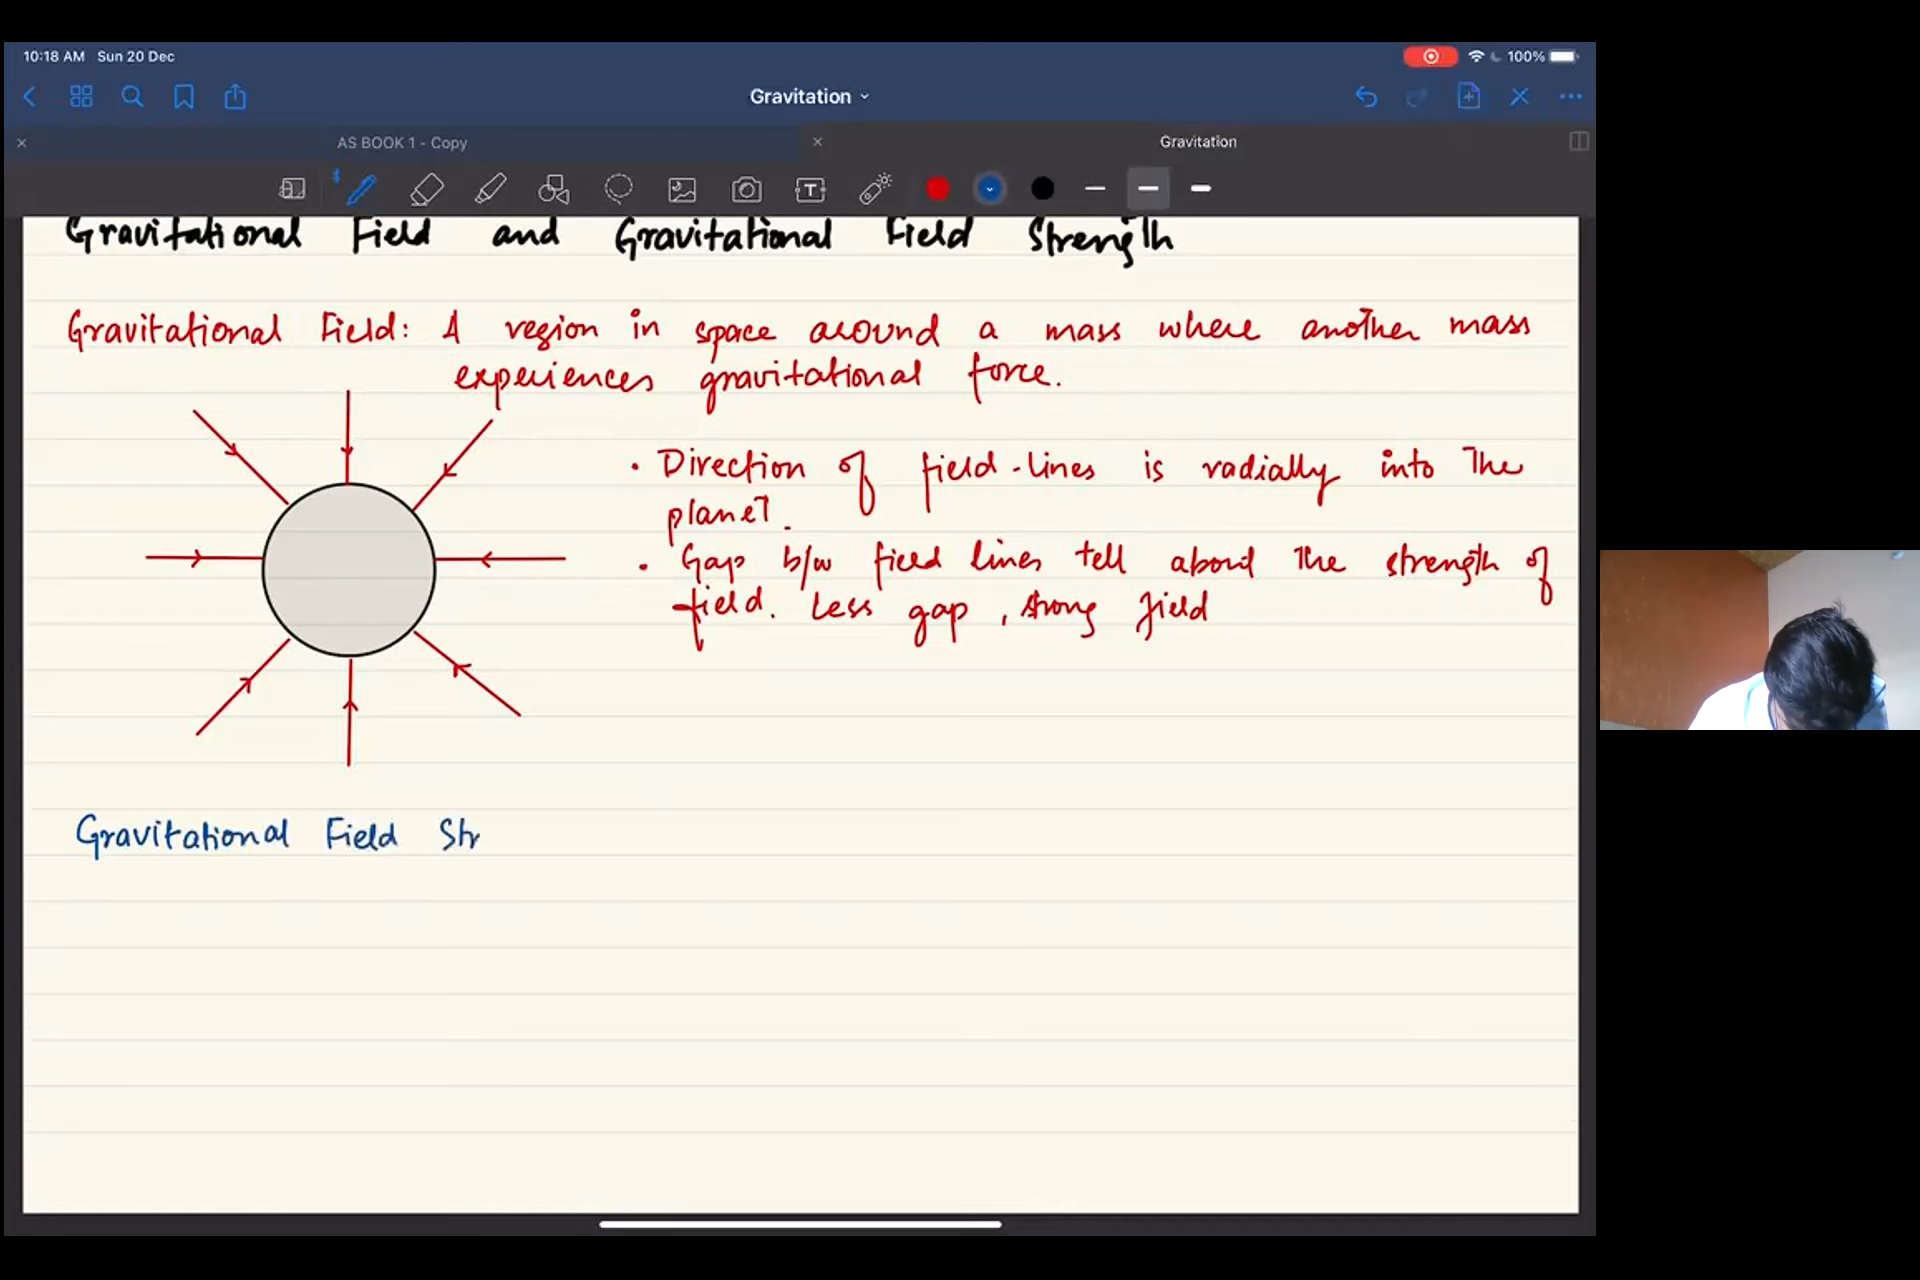 10:18 AM Sun 20 Dec
100%
Gravitation
AS BOOK 1 - Copy
Gravitation
T
Gravitational Field and Gravitational Field Strength
Gravitational Field: A region in space around a mass where another mass
experiences gravitational force.
• Direction of field-lines is radially into the
planet.
• Gap b/w field lines tell about the strength of
field. Less gap, strong field
Gravitational Field Str